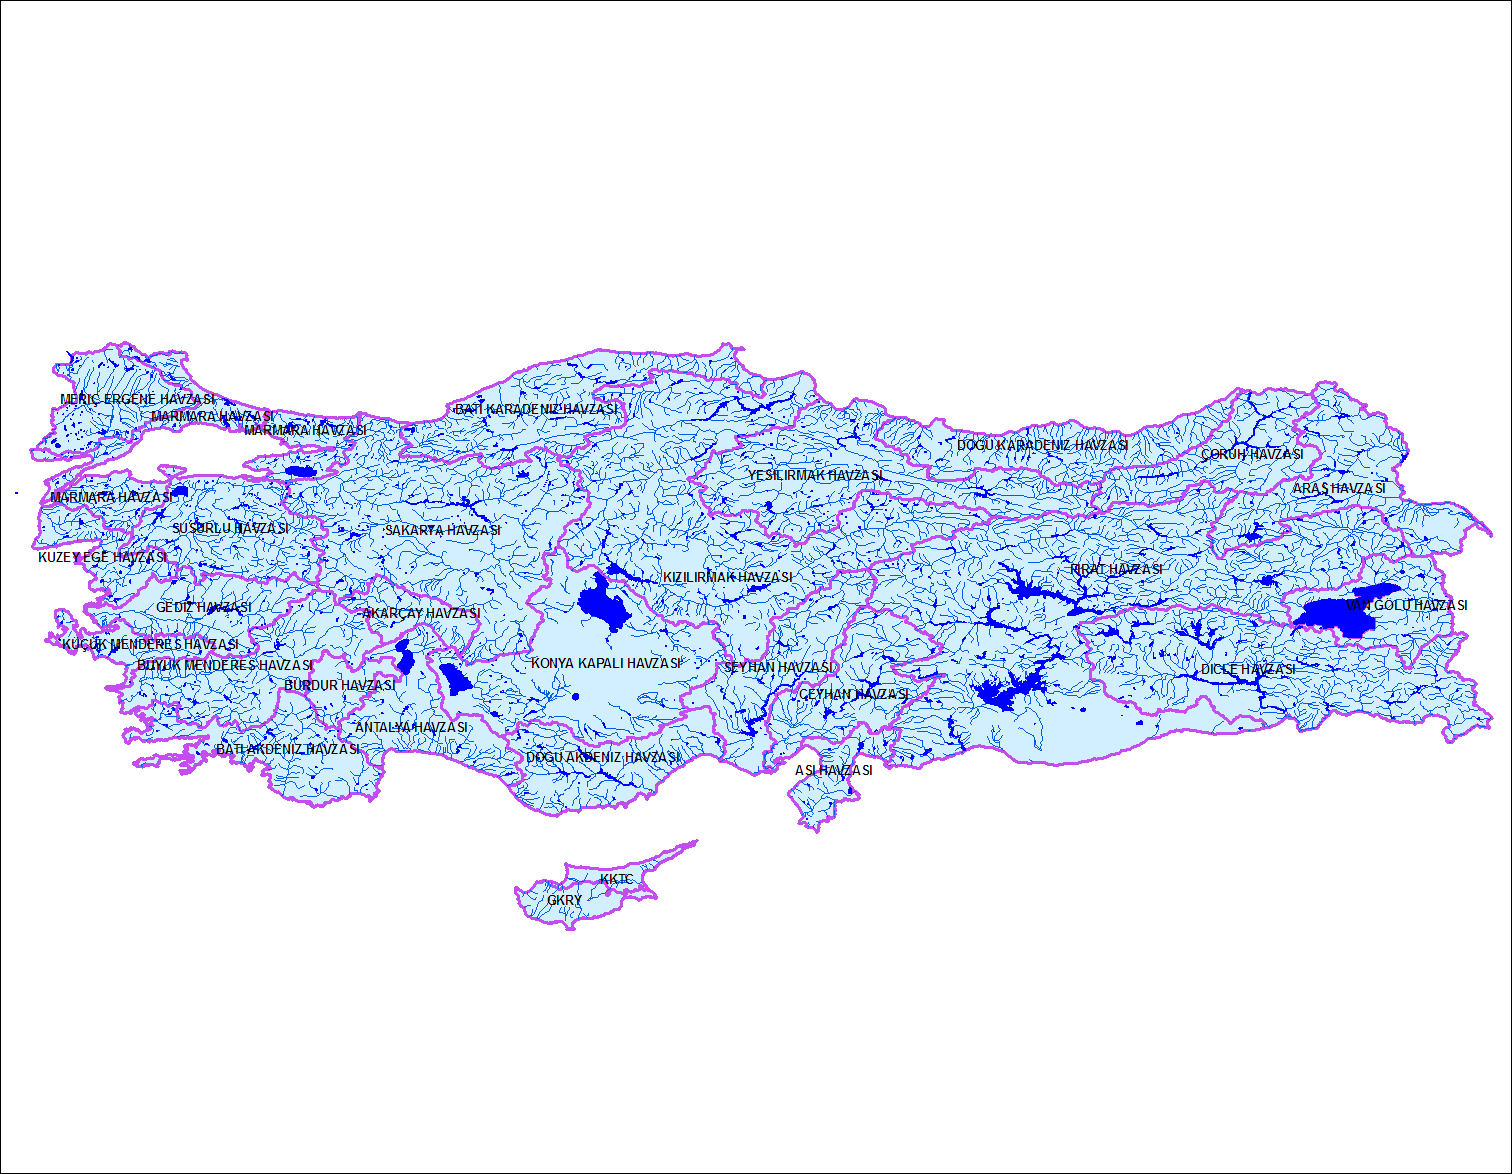 MERİÇ ERGENE HAVZASI
MARMARA HAVZASI
MARMARA HAVZASI
BATI KARADENİZ HAVZASI
DOĞU KARADENİZ HAVZASI
ÇORUH HAVZASI
YEŞİLIRMAK HAVZASI
ARAS HAVZASI
MARMARA HAVZASI
SUSURLU HAVZASI
SAKARYA HAVZASI
KUZEY EGE HAVZASI
FIRAT HAVZASI
KIZILIRMAK HAVZASI
GEDİZ HAVZASI
VAN GÖLÜ HAVZASI
AKARÇAY HAVZASI
KÜÇÜK MENDERES HAVZASI
BÜYÜK MENDERES HAVZASI
KONYA KAPALI HAVZASI
SEYHAN HAVZASI
DİCLE HAVZASI
BURDUR HAVZASI
CEYHAN HAVZASI
ANTALYA HAVZASI
BATI AKDENİZ HAVZASI
DOĞU AKDENİZ HAVZASI
ASİ HAVZASI
KKTC
GKRY